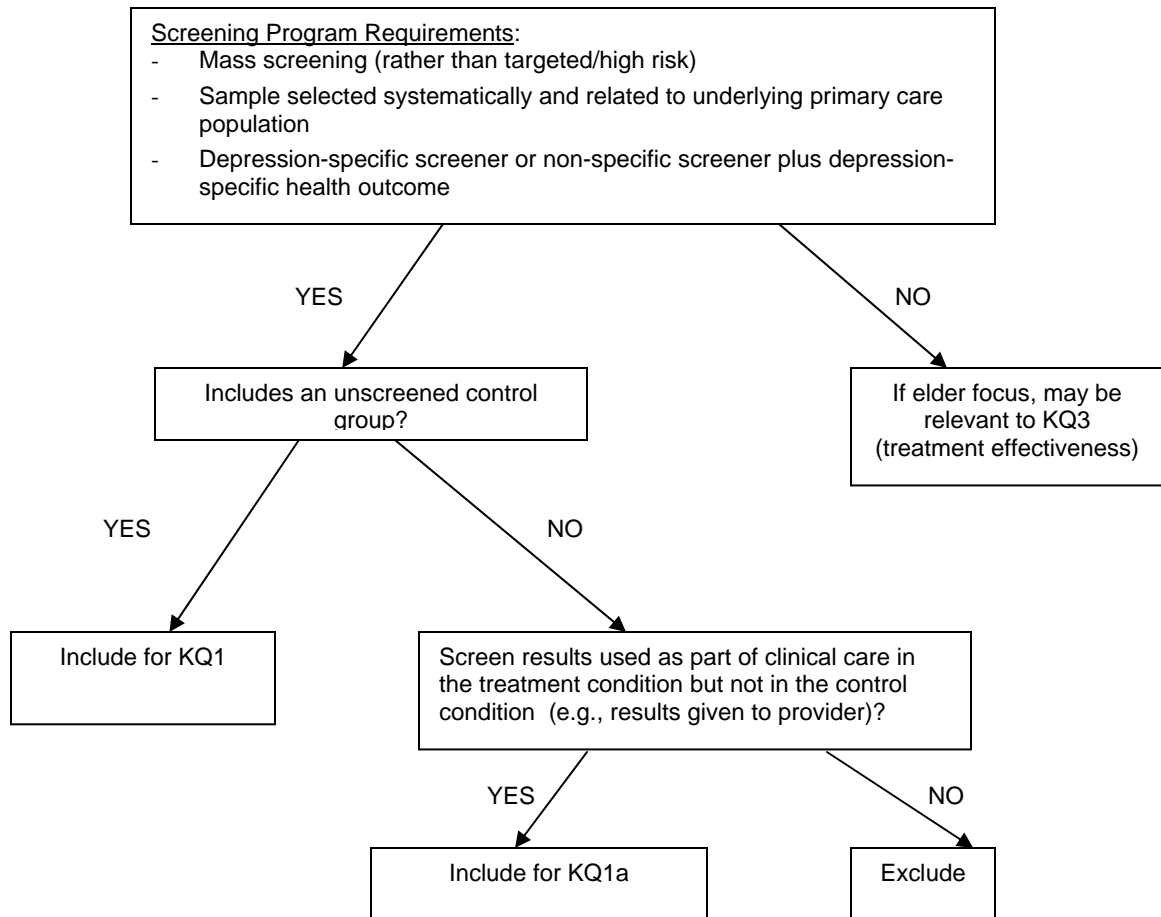 Screening Program Requirements:
- Mass screening (rather than targeted/high risk)
- Sample selected systematically and related to underlying primary care
population
- Depression-specific screener or non-specific screener plus depression-
specific health outcome
YES
NO
Includes an unscreened control
group?
If elder focus, may be
relevant to KQ3
(treatment effectiveness)
YES
NO
Include for KQ1
Screen results used as part of clinical care in
the treatment condition but not in the control
condition (e.g., results given to provider)?
YES
NO
Include for KQ1a
Exclude